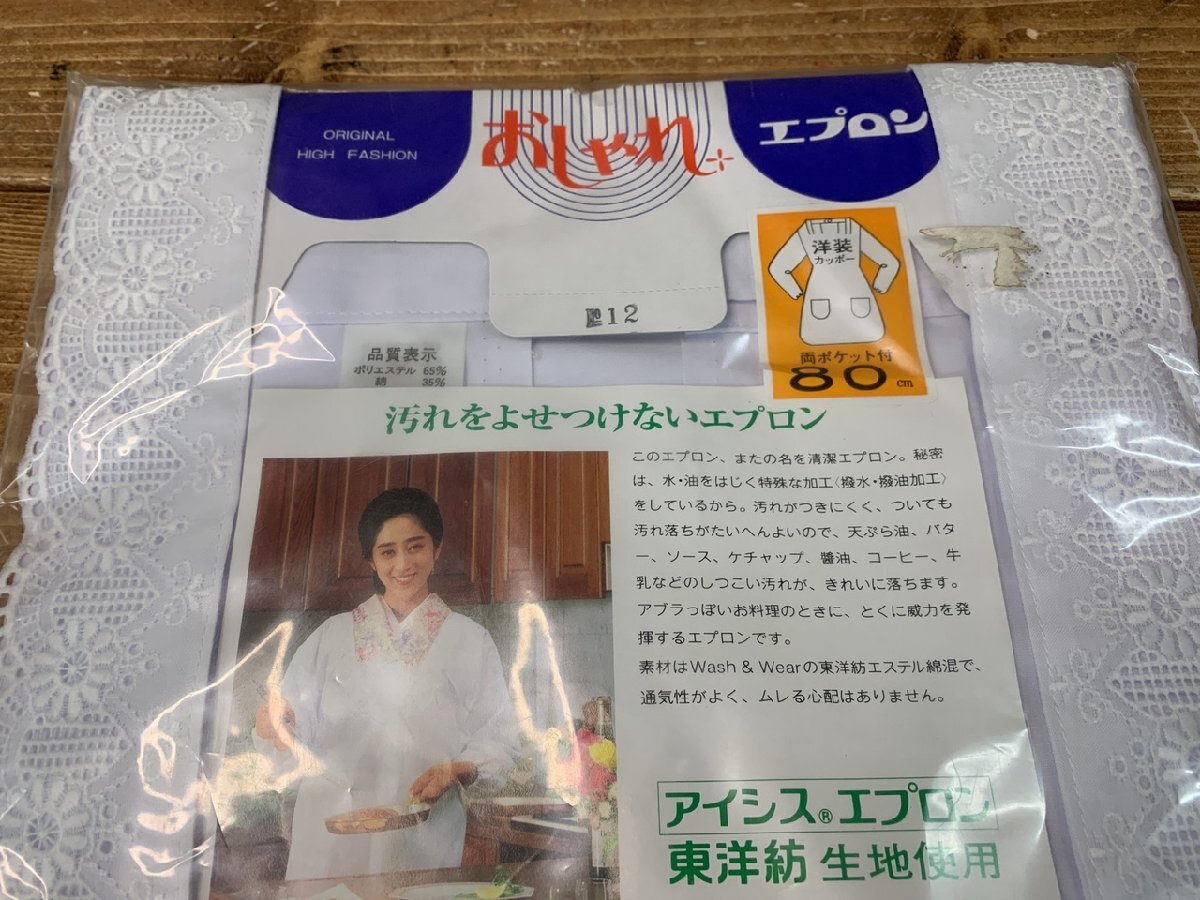 ORIGINAL
HIGH FASHION
おしゃれ
エプロン
洋装
カッポー
両ポケット付
80cm
P12
品質表示
ポリエステル 65%
綿 35%
汚れをよせつけないエプロン
このエプロン、またの名を清潔エプロン。秘密
は、水・油をはじく特殊な加工〈撥水・撥油加工〉
をしているから。汚れがつきにくく、ついても
汚れ落ちがたいへんよいので、天ぷら油、バタ
ー、ソース、ケチャップ、醬油、コーヒー、牛
乳などのしつこい汚れが、きれいに落ちます。
アブラっぽいお料理のときに、とくに威力を発
揮するエプロンです。
素材はWash & Wearの東洋紡エステル綿混で、
通気性がよく、ムレる心配はありません。
アイシス®エプロン
東洋紡 生地使用